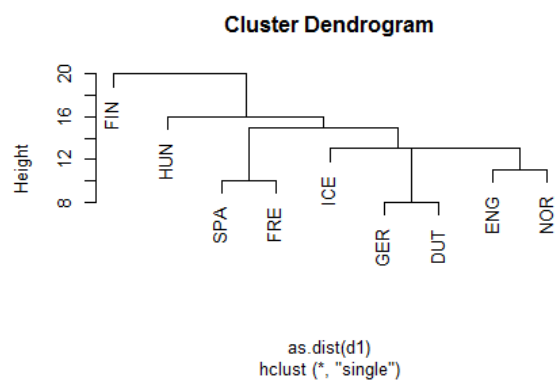 Cluster Dendrogram
Height
20
16
12
8
FIN
HUN
SPA
FRE
ICE
GER
DUT
ENG
NOR
as.dist(d1)
hclust (*, "single")